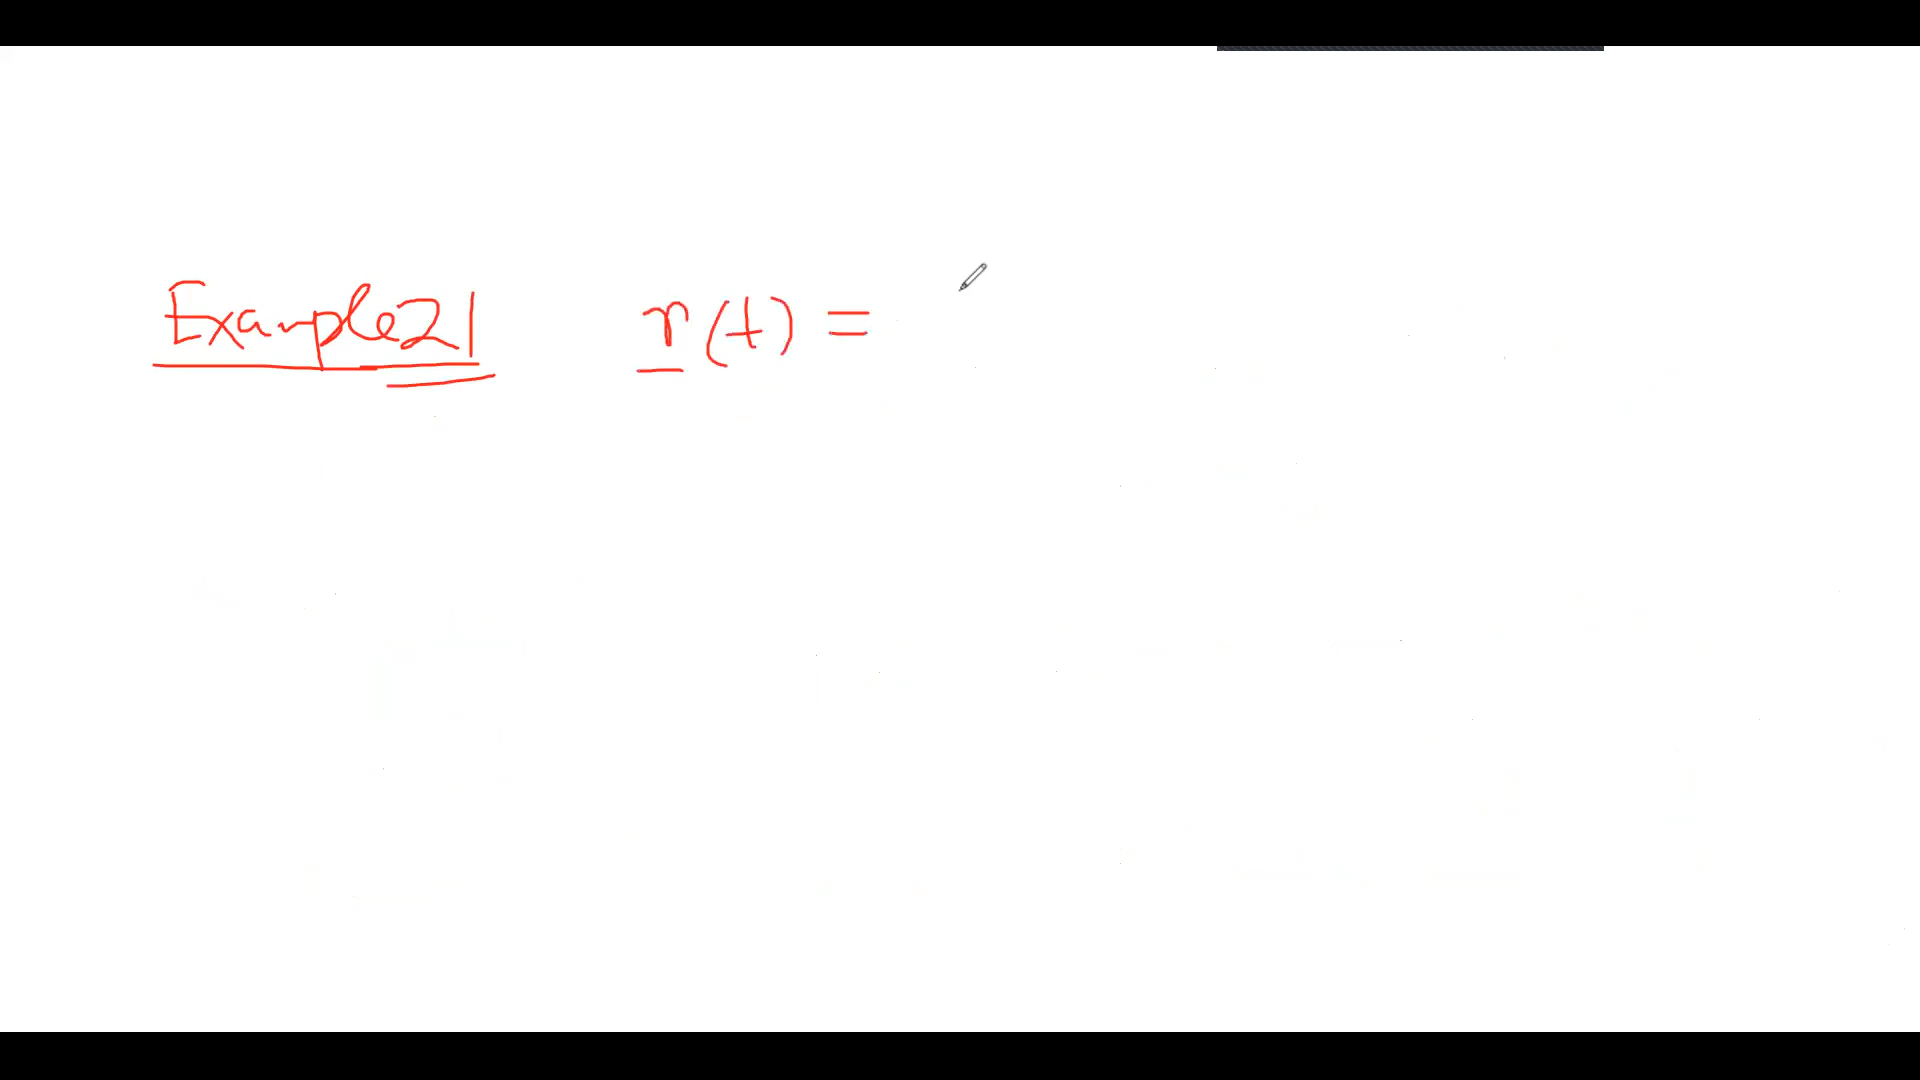 Example 21 r(t) =